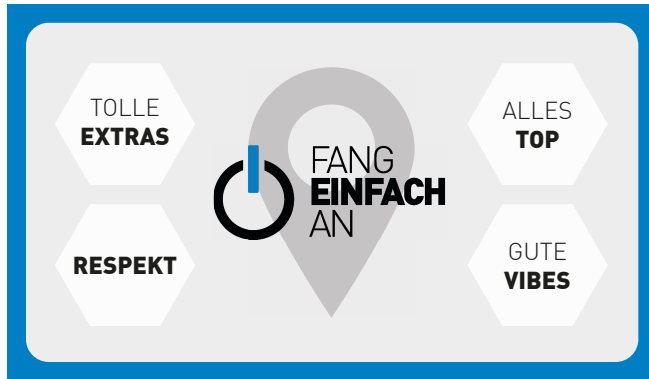 TOLLE
EXTRAS
RESPEKT
FANG
EINFACH
AN
ALLES
TOP
GUTE
VIBES